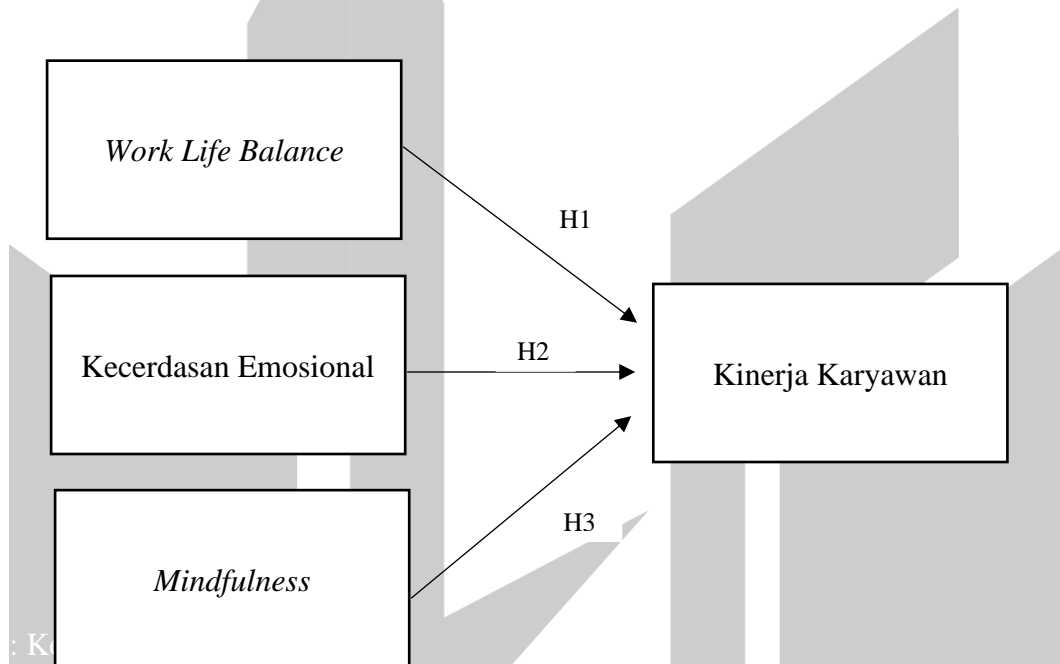 Work Life Balance
H1
Kecerdasan Emosional
H2
Kinerja Karyawan
H3
Mindfulness